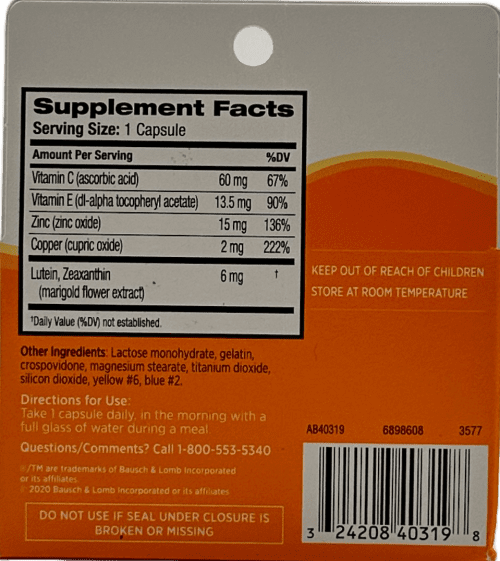 Supplement Facts
Serving Size: 1 Capsule
Amount Per Serving %DV
Vitamin C (ascorbic acid) 60 mg 67%
Vitamin E (dl-alpha tocopheryl acetate) 13.5 mg 90%
Zinc (zinc oxide) 15 mg 136%
Copper (cupric oxide) 2 mg 222%
Lutein, Zeaxanthin 6 mg †
(marigold flower extract)
†Daily Value (%DV) not established.
KEEP OUT OF REACH OF CHILDREN
STORE AT ROOM TEMPERATURE
Other Ingredients: Lactose monohydrate, gelatin,
crospovidone, magnesium stearate, titanium dioxide,
silicon dioxide, yellow #6, blue #2.
Directions for Use:
Take 1 capsule daily, in the morning with a
full glass of water during a meal
Questions/Comments? Call 1-800-553-5340
®/TM are trademarks of Bausch & Lomb Incorporated
or its affiliates
© 2020 Bausch & Lomb Incorporated or its affiliates
DO NOT USE IF SEAL UNDER CLOSURE IS
BROKEN OR MISSING
AB40319 6898608 3577
3 24208 40319 8